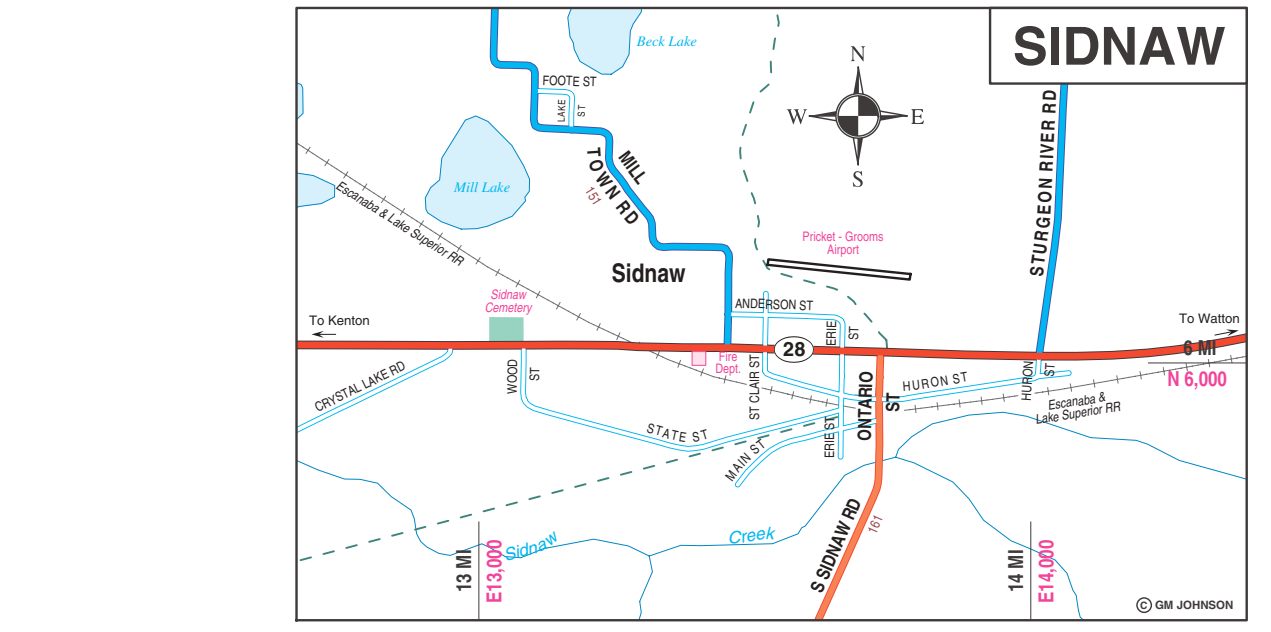 SIDNAW
Beck Lake
FOOTE ST
LAKE
ST
N
W
E
S
MILL
TOWN RD
151
Mill Lake
STURGEON RIVER RD
Escanaba & Lake Superior RR
Pricket - Grooms
Airport
Sidnaw
Sidnaw
Cemetery
ANDERSON ST
To Kenton
To Watton
ERIE
ST
28
6 MI
N 6,000
Fire
Dept.
WOOD
ST
ST CLAIR ST
CRYSTAL LAKE RD
ONTARIO
ST
HURON ST
HURON
ST
Escanaba &
Lake Superior RR
STATE ST
MAIN ST
ERIE ST
S SIDNAW RD
161
Sidnaw
Creek
13 MI
E13,000
14 MI
E14,000
© GM JOHNSON